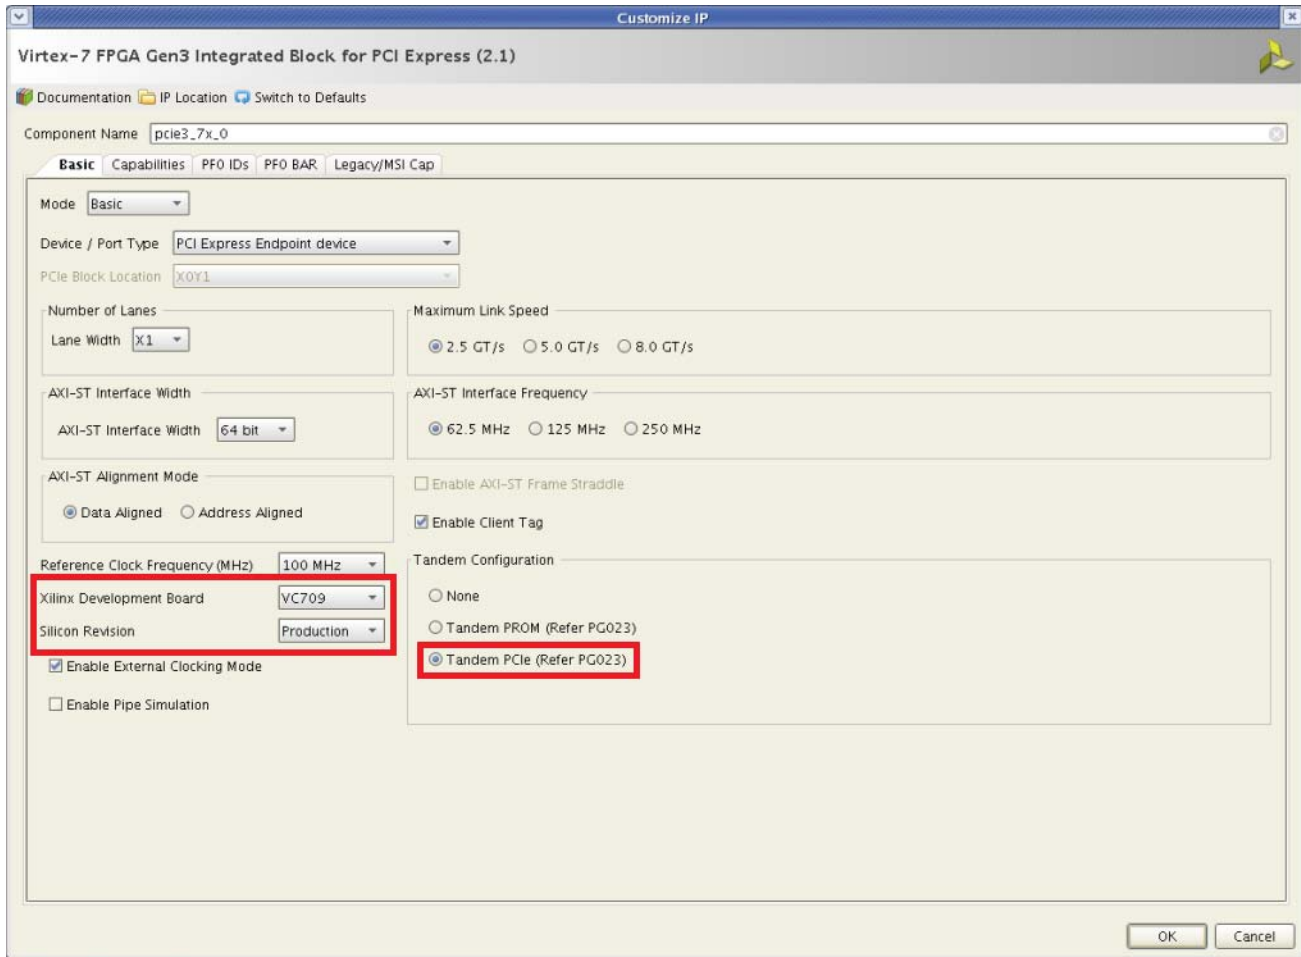 Customize IP
Virtex-7 FPGA Gen3 Integrated Block for PCI Express (2.1)
Documentation IP Location Switch to Defaults
Component Name pcie3_7x_0
Basic Capabilities PF0 IDs PF0 BAR Legacy/MSI Cap
Mode Basic
Device / Port Type PCI Express Endpoint device
PCIe Block Location X0Y1
Number of Lanes
Lane Width X1
Maximum Link Speed
2.5 GT/s 5.0 GT/s 8.0 GT/s
AXI-ST Interface Width
AXI-ST Interface Width 64 bit
AXI-ST Interface Frequency
62.5 MHz 125 MHz 250 MHz
AXI-ST Alignment Mode
Data Aligned Address Aligned
Enable AXI-ST Frame Straddle
Enable Client Tag
Reference Clock Frequency (MHz) 100 MHz
Xilinx Development Board VC709
Silicon Revision Production
Enable External Clocking Mode
Enable Pipe Simulation
Tandem Configuration
None
Tandem PROM (Refer PG023)
Tandem PCIe (Refer PG023)
OK Cancel